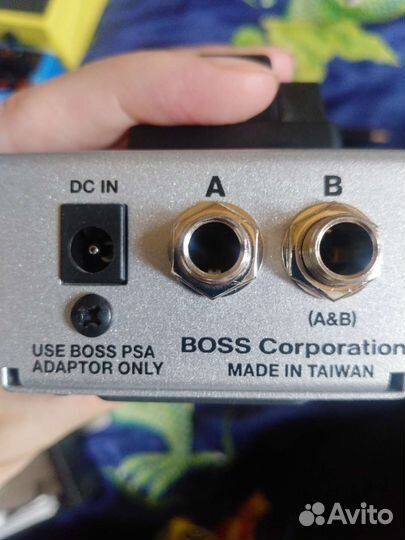 DC IN
A
B
(A&B)
USE BOSS PSA
ADAPTOR ONLY
BOSS Corporation
MADE IN TAIWAN
Avito